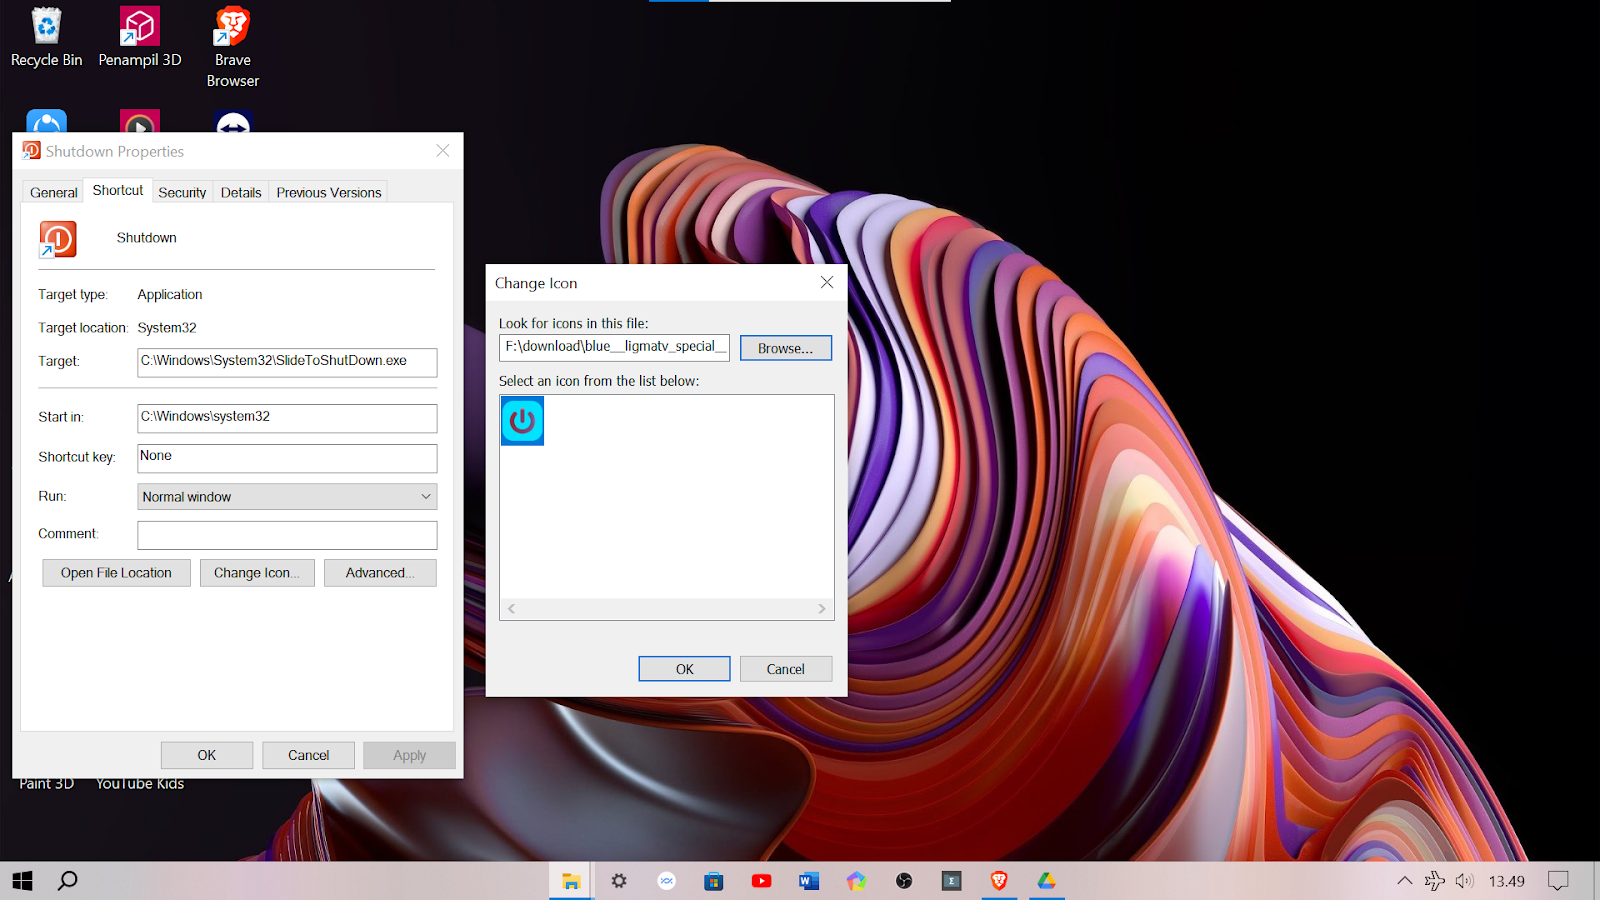 Recycle Bin
Penampil 3D
Brave
Browser
Shutdown Properties
General
Shortcut
Security
Details
Previous Versions
Shutdown
Target type:
Application
Target location:
System32
Target:
C:\Windows\System32\SlideToShutDown.exe
Start in:
C:\Windows\system32
Shortcut key:
None
Run:
Normal window
Comment:
Open File Location
Change Icon...
Advanced...
OK
Cancel
Apply
Change Icon
Look for icons in this file:
F:\download\blue__ligmatv_special__
Browse...
Select an icon from the list below:
OK
Cancel
Paint 3D
YouTube Kids
13.49